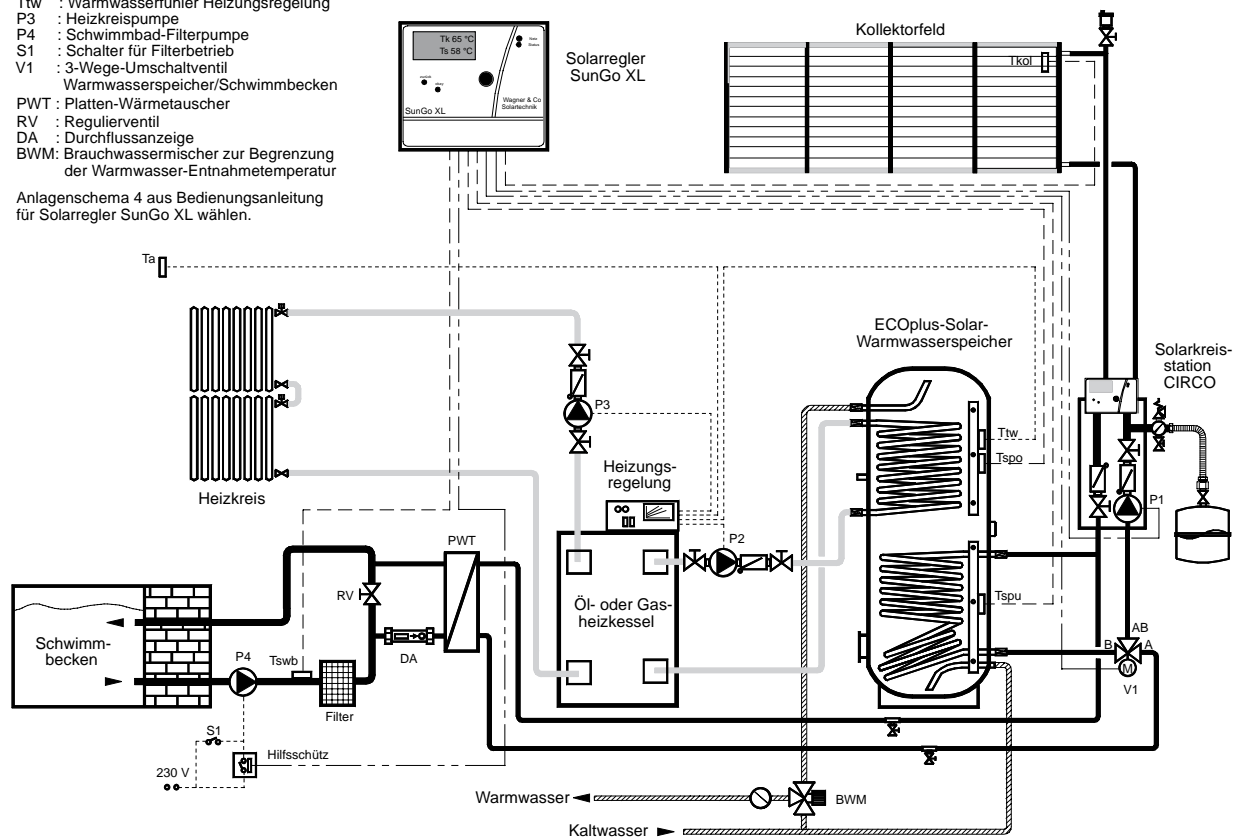 Ttw : Warmwasserfühler Heizungsregelung
P3 : Heizkreispumpe
P4 : Schwimmbad-Filterpumpe
S1 : Schalter für Filterbetrieb
V1 : 3-Wege-Umschaltventil
Warmwasserspeicher/Schwimmbecken
PWT : Platten-Wärmetauscher
RV : Regulierventil
DA : Durchflussanzeige
BWM: Brauchwassermischer zur Begrenzung
der Warmwasser-Entnahmetemperatur
Anlagenschema 4 aus Bedienungsanleitung
für Solarregler SunGo XL wählen.
Tk 65 °C
Ts 58 °C
SunGo XL
Wagner & Co
Solartechnik
Solarregler
SunGo XL
Kollektorfeld
Tkol
Ta
Heizkreis
P3
Heizungs-
regelung
ECOplus-Solar-
Warmwasserspeicher
Ttw
Tspo
Solarkreis-
station
CIRCO
P1
P2
PWT
RV
DA
Öl- oder Gas-
heizkessel
Tspu
AB
B
A
M
V1
Schwimm-
becken
P4
Tswb
Filter
S1
Hilfsschütz
230 V
Warmwasser
BWM
Kaltwasser